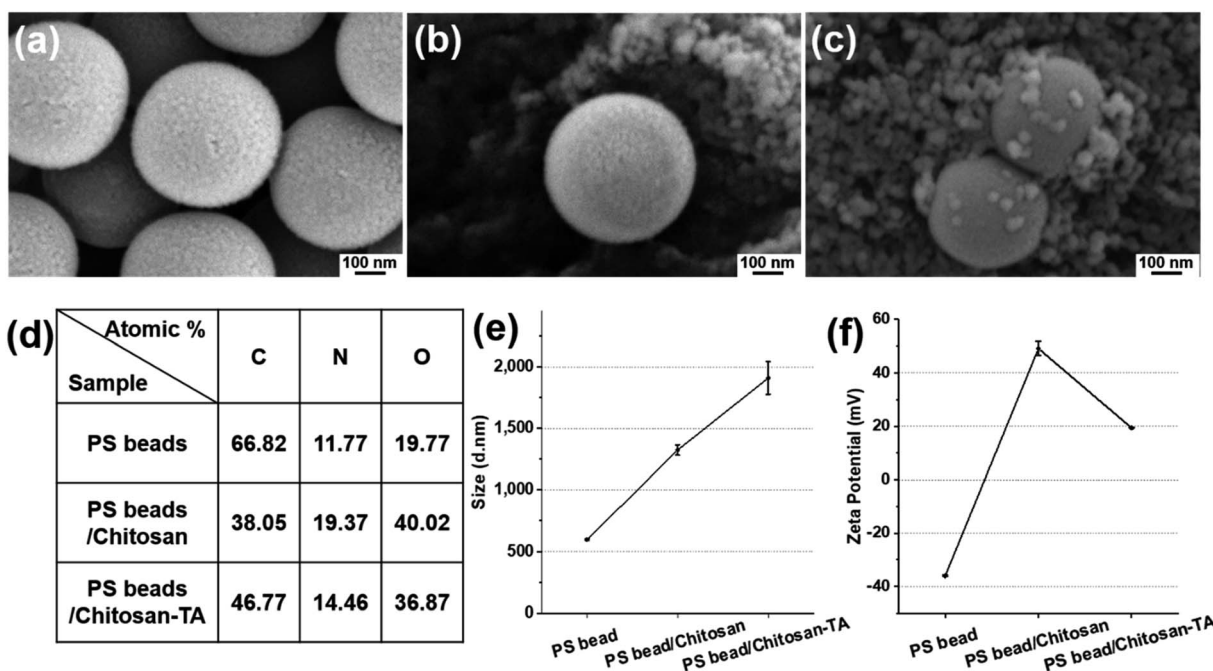 (a)
100 nm
(b)
100 nm
(c)
100 nm
(d)
Atomic %
Sample
C
N
O
PS beads
66.82
11.77
19.77
PS beads
/Chitosan
38.05
19.37
40.02
PS beads
/Chitosan-TA
46.77
14.46
36.87
(e)
Size (d.nm)
2,000
1,500
1,000
500
0
PS bead
PS bead/Chitosan
PS bead/Chitosan-TA
(f)
Zeta Potential (mV)
60
40
20
0
-20
-40
PS bead
PS bead/Chitosan
PS bead/Chitosan-TA